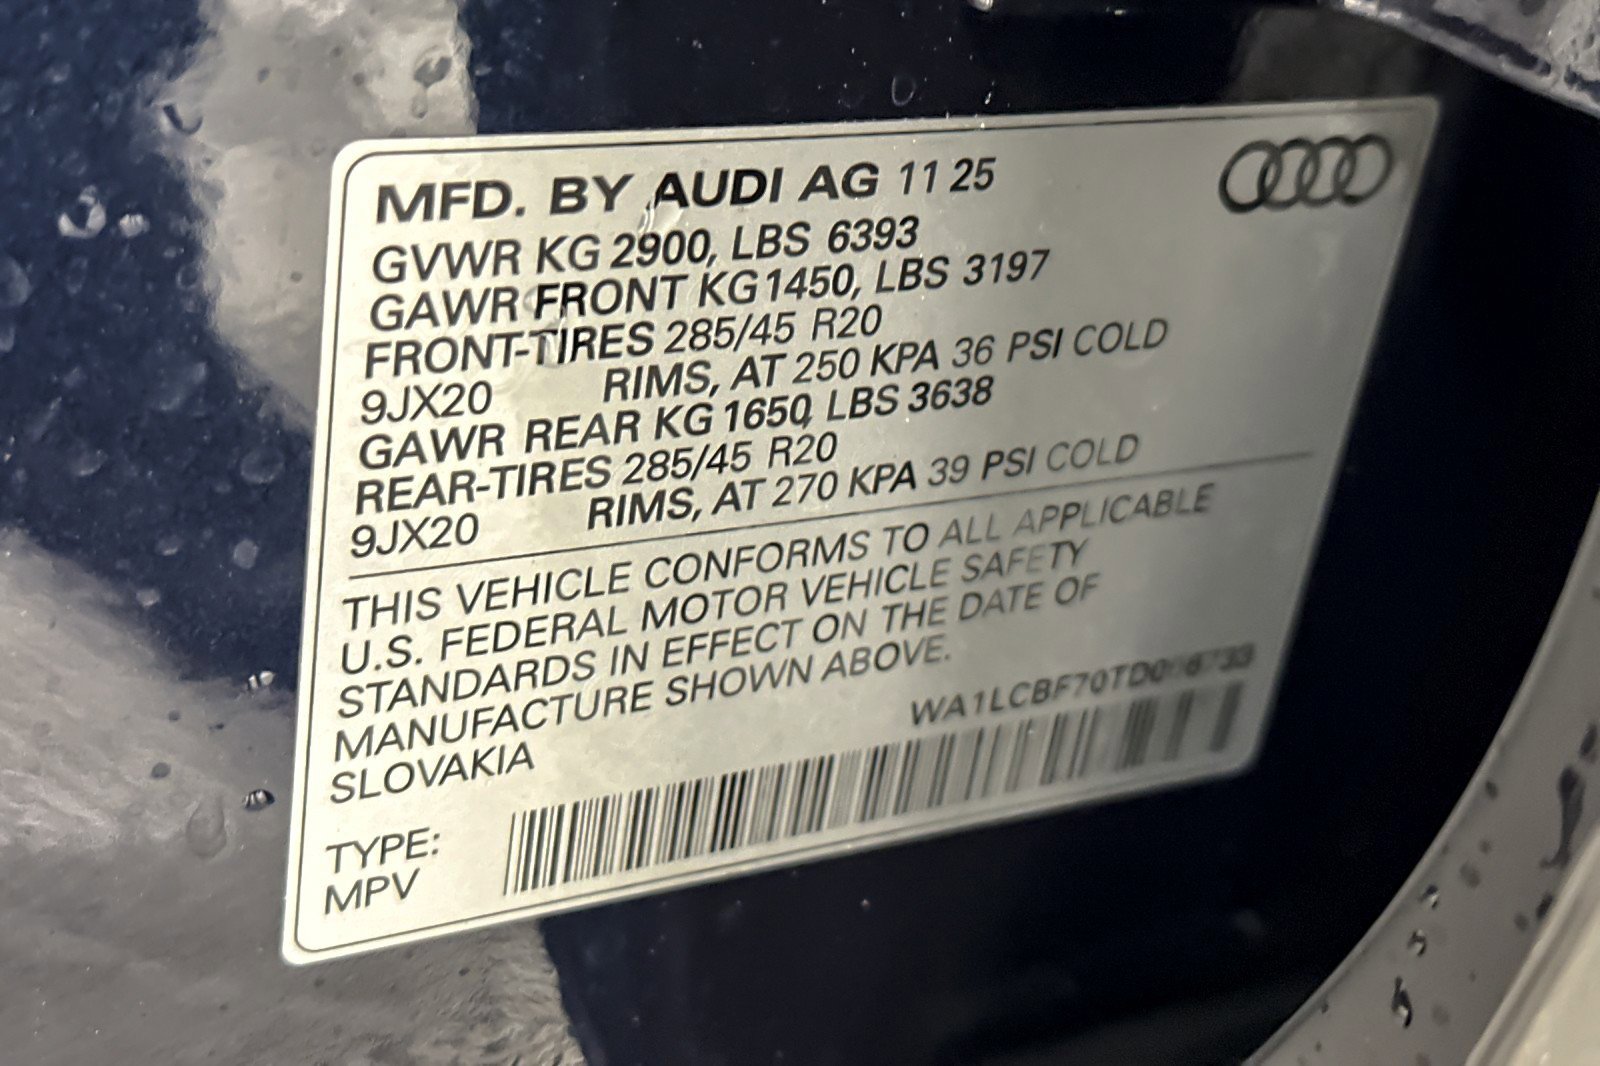 MFD. BY AUDI AG 11 25
GVWR KG 2900, LBS 6393
GAWR FRONT KG 1450, LBS 3197
FRONT-TIRES 285/45 R20
9JX20 RIMS, AT 250 KPA 36 PSI COLD
GAWR REAR KG 1650, LBS 3638
REAR-TIRES 285/45 R20
9JX20 RIMS, AT 270 KPA 39 PSI COLD
THIS VEHICLE CONFORMS TO ALL APPLICABLE
U.S. FEDERAL MOTOR VEHICLE SAFETY
STANDARDS IN EFFECT ON THE DATE OF
MANUFACTURE SHOWN ABOVE.
SLOVAKIA
TYPE:
MPV